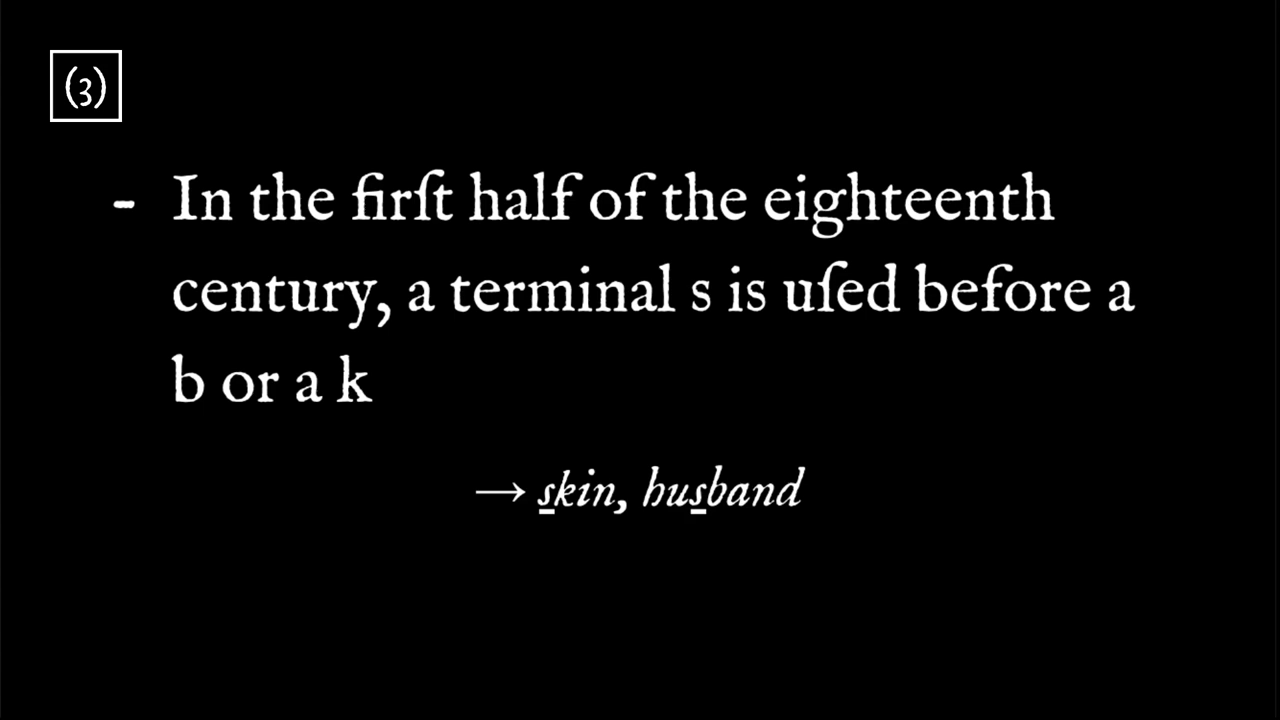 (3)
- In the firſt half of the eighteenth
century, a terminal s is uſed before a
b or a k
→ skin, husband